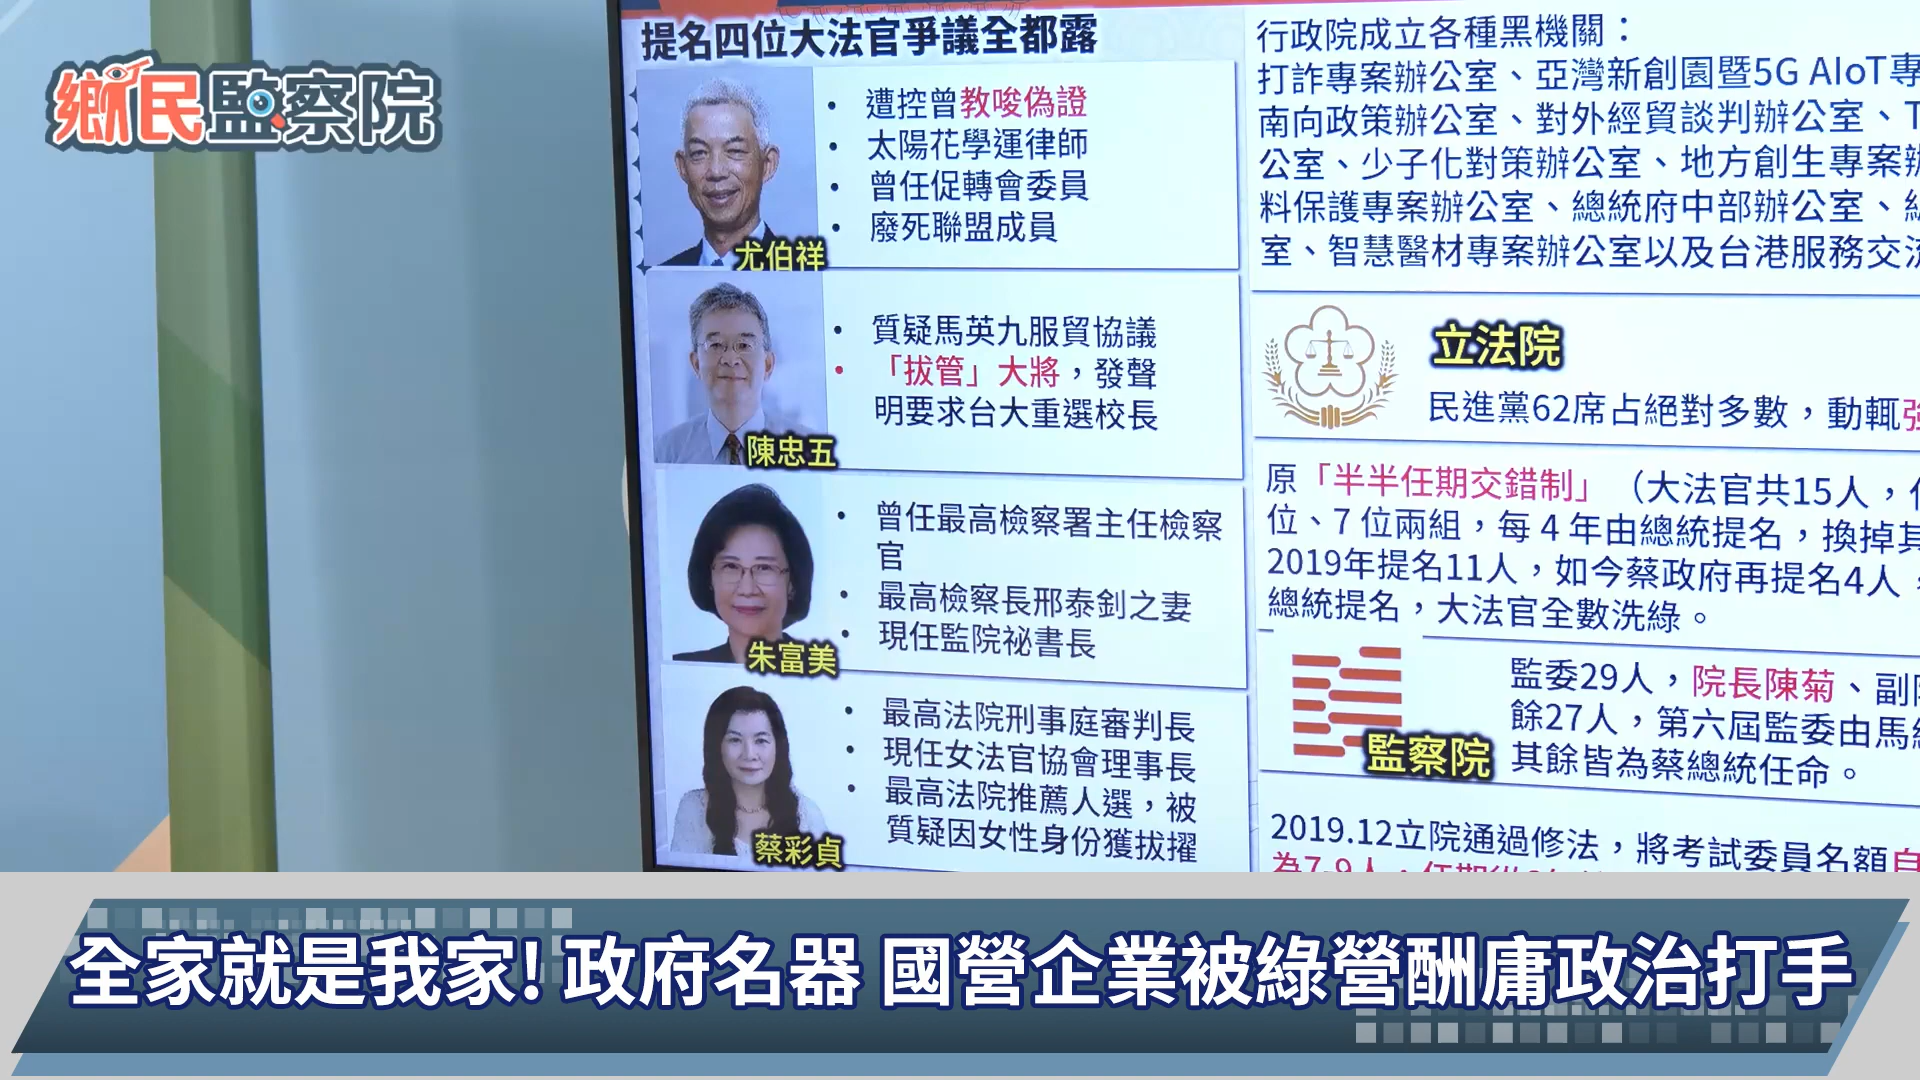 鄉民監察院
提名四位大法官爭議全都露
遭控曾教唆偽證
太陽花學運律師
曾任促轉會委員
廢死聯盟成員
尤伯祥
質疑馬英九服貿協議
「拔管」大將，發聲
明要求台大重選校長
陳忠五
曾任最高檢察署主任檢察
官
最高檢察長邢泰釗之妻
現任監院祕書長
朱富美
最高法院刑事庭審判長
現任女法官協會理事長
最高法院推薦人選，被
質疑因女性身份獲拔擢
蔡彩貞
行政院成立各種黑機關：
打詐專案辦公室、亞灣新創園暨5G AIoT專
南向政策辦公室、對外經貿談判辦公室、T
公室、少子化對策辦公室、地方創生專案辦
料保護專案辦公室、總統府中部辦公室、
室、智慧醫材專案辦公室以及台港服務交流
立法院
民進黨62席占絕對多數，動輒強
原「半半任期交錯制」（大法官共15人，
位、7 位兩組，每 4 年由總統提名，換掉其
2019年提名11人，如今蔡政府再提名4人，
總統提名，大法官全數洗綠。
監委29人，院長陳菊、副院
餘27人，第六屆監委由馬總
其餘皆為蔡總統任命。
監察院
2019.12立院通過修法，將考試委員名額自
為7-9人，任期從
全家就是我家! 政府名器 國營企業被綠營酬庸政治打手